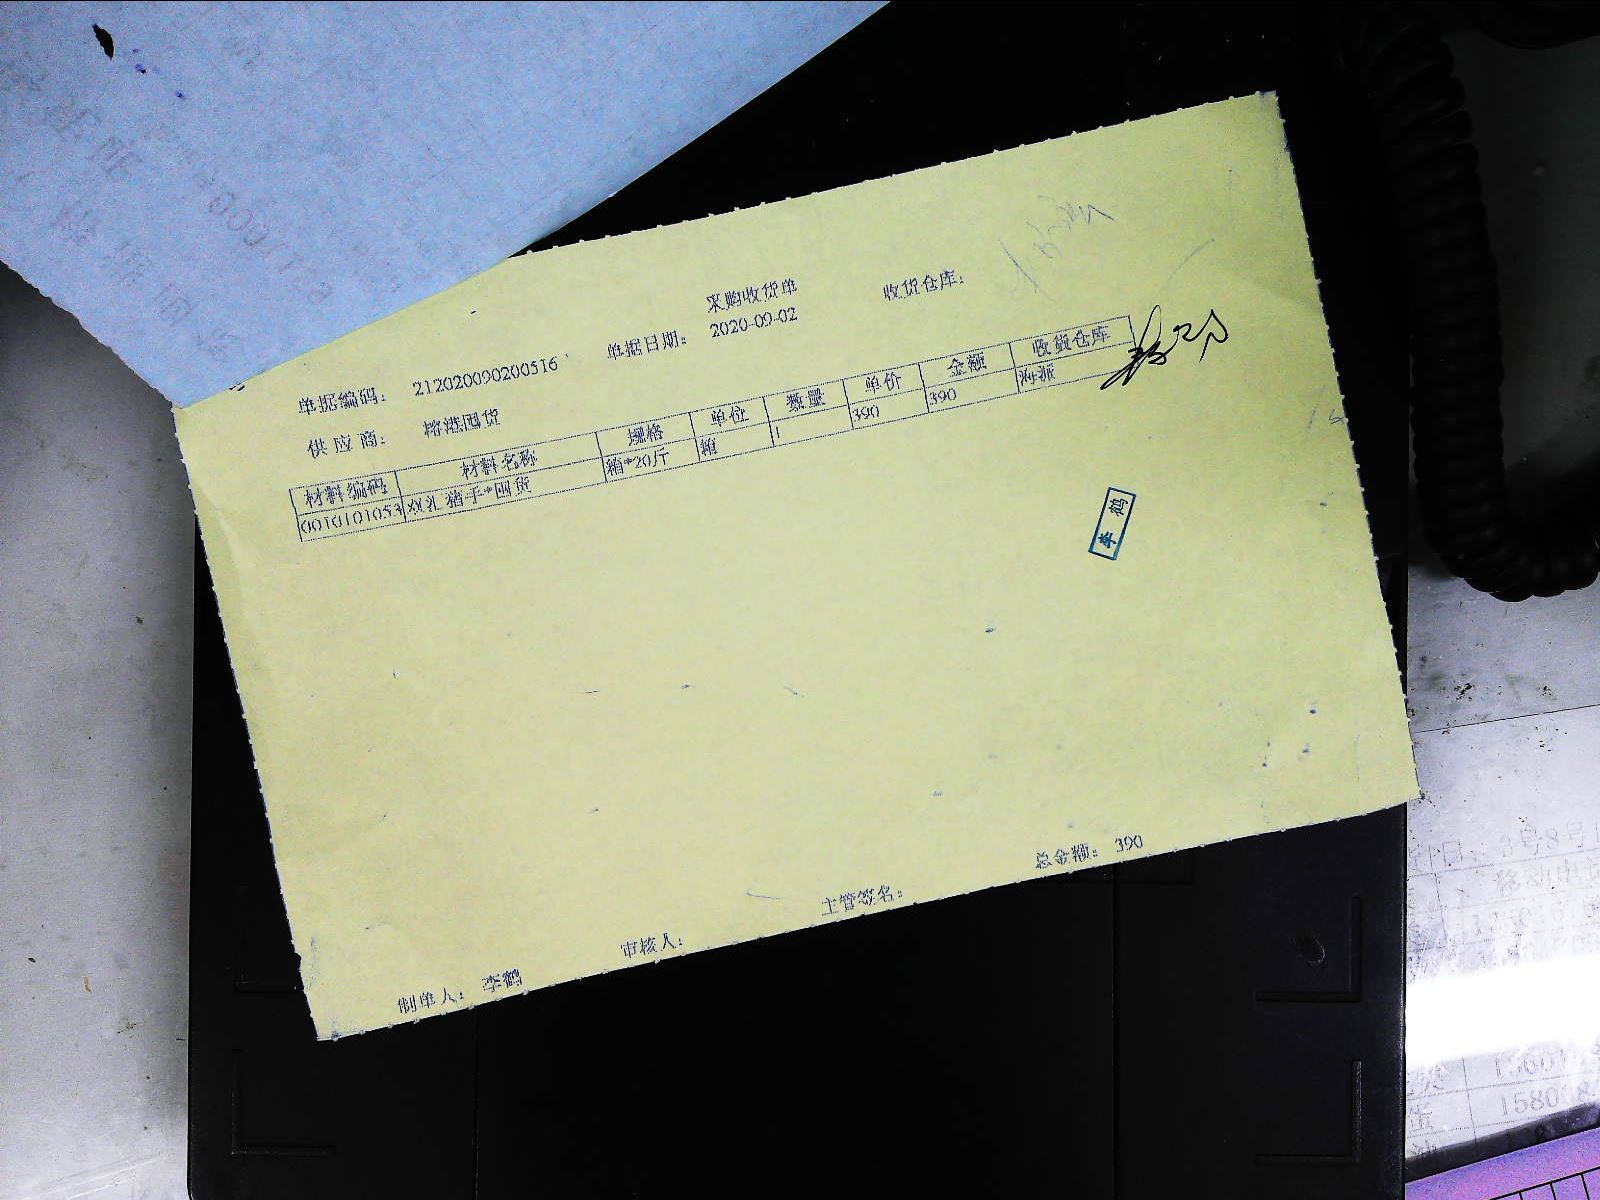 采购收货单
单据编码: 212020090200516 单据日期: 2020-09-02 收货仓库:
供应商: 榕港囤货
材料编码 材料名称 规格 单位 数量 单价 金额 收货仓库
0010101053 双汇猪手*囤货 箱*20斤 箱 1 390 390
李鹤
总金额: 390
制单人: 李鹤 审核人: 主管签名: